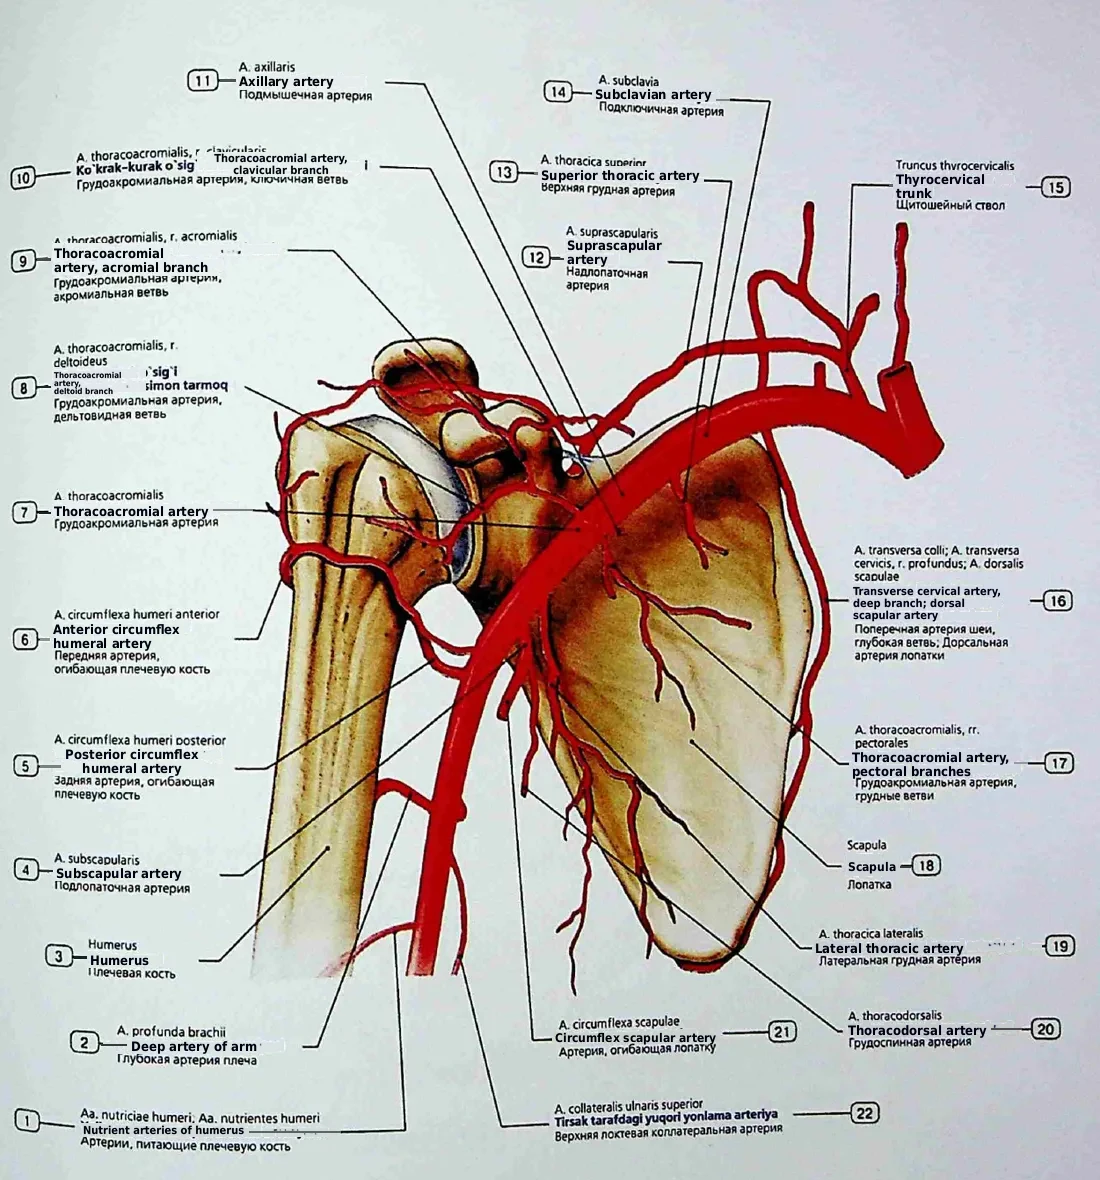 11
A. axillaris
Axillary artery
Подмышечная артерия
14
A. subclavia
Subclavian artery
Подключичная артерия
10
A. thoracoacromialis, r. clavicularis
Ko`krak-kurak o`sig
Thoracoacromial artery,
clavicular branch
i
Грудоакромиальная артерия, ключичная ветвь
13
A. thoracica superior
Superior thoracic artery
Верхняя грудная артерия
15
Truncus thyrocervicalis
Thyrocervical
trunk
Щитошейный ствол
9
A. thoracoacromialis, r. acromialis
Thoracoacromial
artery, acromial branch
Грудоакромиальная артерия,
акромиальная ветвь
12
A. suprascapularis
Suprascapular
artery
Надлопаточная
артерия
8
A. thoracoacromialis, r.
deltoideus
Thoracoacromial
artery,
deltoid branch
`sig`i
simon tarmoq
Грудоакромиальная артерия,
дельтовидная ветвь
7
A. thoracoacromialis
Thoracoacromial artery
Грудоакромиальная артерия
16
A. transversa colli; A. transversa
cervicis, r. profundus; A. dorsalis
scapulae
Transverse cervical artery,
deep branch; dorsal
scapular artery
Поперечная артерия шеи,
глубокая ветвь; Дорсальная
артерия лопатки
6
A. circumflexa humeri anterior
Anterior circumflex
humeral artery
Передняя артерия,
огибающая плечевую кость
5
A. circumflexa humeri posterior
Posterior circumflex
humeral artery
Задняя артерия, огибающая
плечевую кость
17
A. thoracoacromialis, rr.
pectorales
Thoracoacromial artery,
pectoral branches
Грудоакромиальная артерия,
грудные ветви
4
A. subscapularis
Subscapular artery
Подлопаточная артерия
18
Scapula
Scapula
Лопатка
3
Humerus
Humerus
Плечевая кость
19
A. thoracica lateralis
Lateral thoracic artery
Латеральная грудная артерия
2
A. profunda brachii
Deep artery of arm
Глубокая артерия плеча
21
A. circumflexa scapulae
Circumflex scapular artery
Артерия, огибающая лопатку
20
A. thoracodorsalis
Thoracodorsal artery
Грудоспинная артерия
1
Aa. nutriciae humeri; Aa. nutrientes humeri
Nutrient arteries of humerus
Артерии, питающие плечевую кость
22
A. collateralis ulnaris superior
Tirsak tarafdagi yuqori yonlama arteriya
Верхняя локтевая коллатеральная артерия